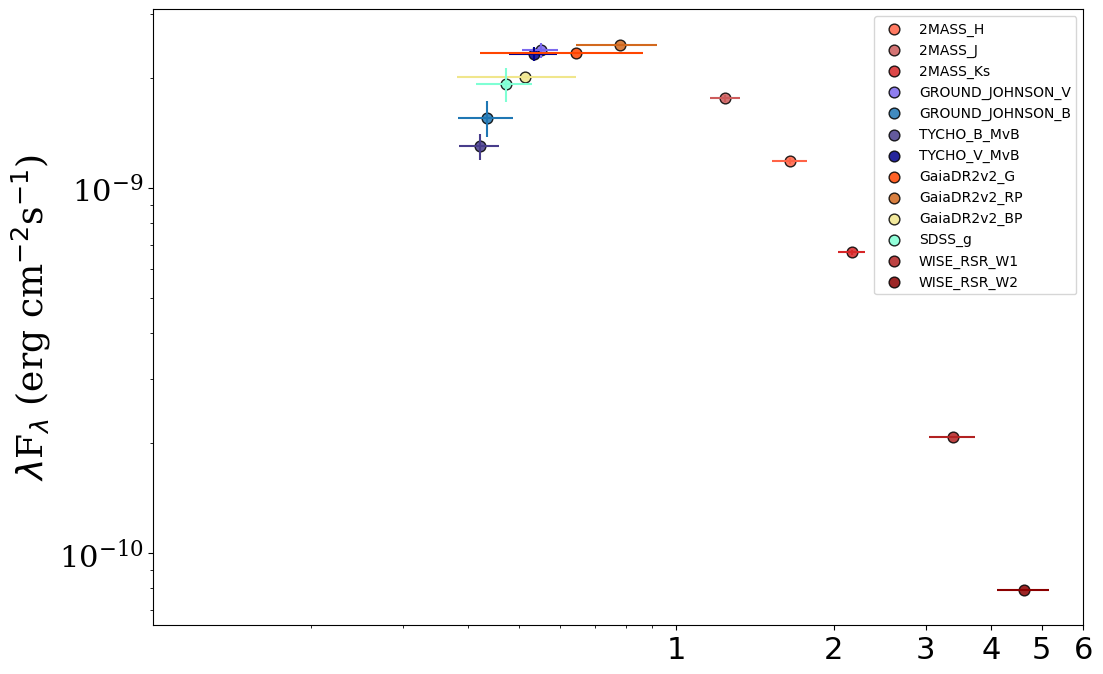 λFλ (erg cm⁻²s⁻¹)
10⁻⁹
10⁻¹⁰
2MASS_H
2MASS_J
2MASS_Ks
GROUND_JOHNSON_V
GROUND_JOHNSON_B
TYCHO_B_MvB
TYCHO_V_MvB
GaiaDR2v2_G
GaiaDR2v2_RP
GaiaDR2v2_BP
SDSS_g
WISE_RSR_W1
WISE_RSR_W2
1 2 3 4 5 6